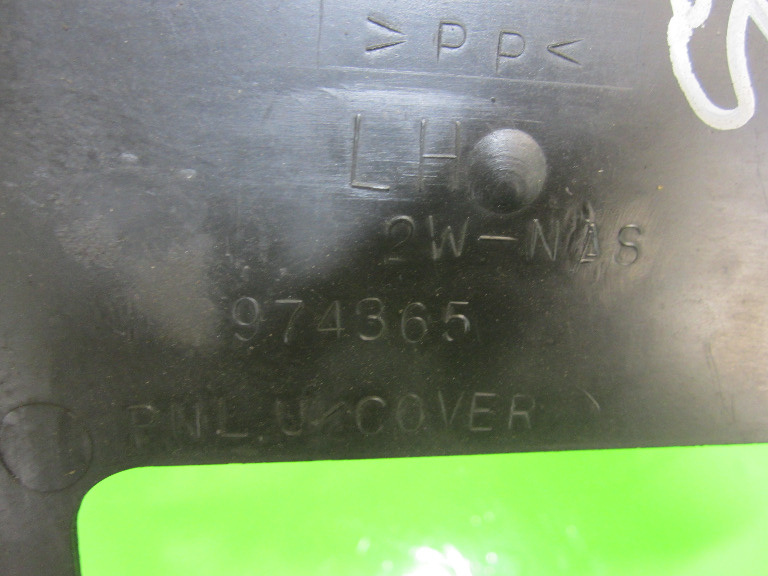 >PP<
LH
2W-NAS
974365
PNL U/COVER